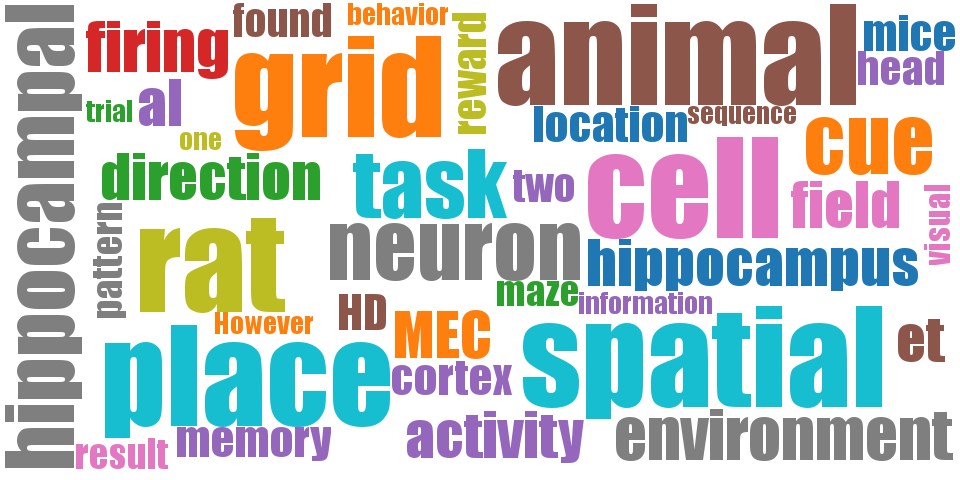 hippocampal
firing
found
behavior
grid
reward
animal
mice
head
trial
al
one
location
sequence
cue
direction
task
two
cell
field
visual
pattern
rat
neuron
hippocampus
maze
information
However
HD
MEC
spatial
et
place
cortex
result
memory
activity
environment